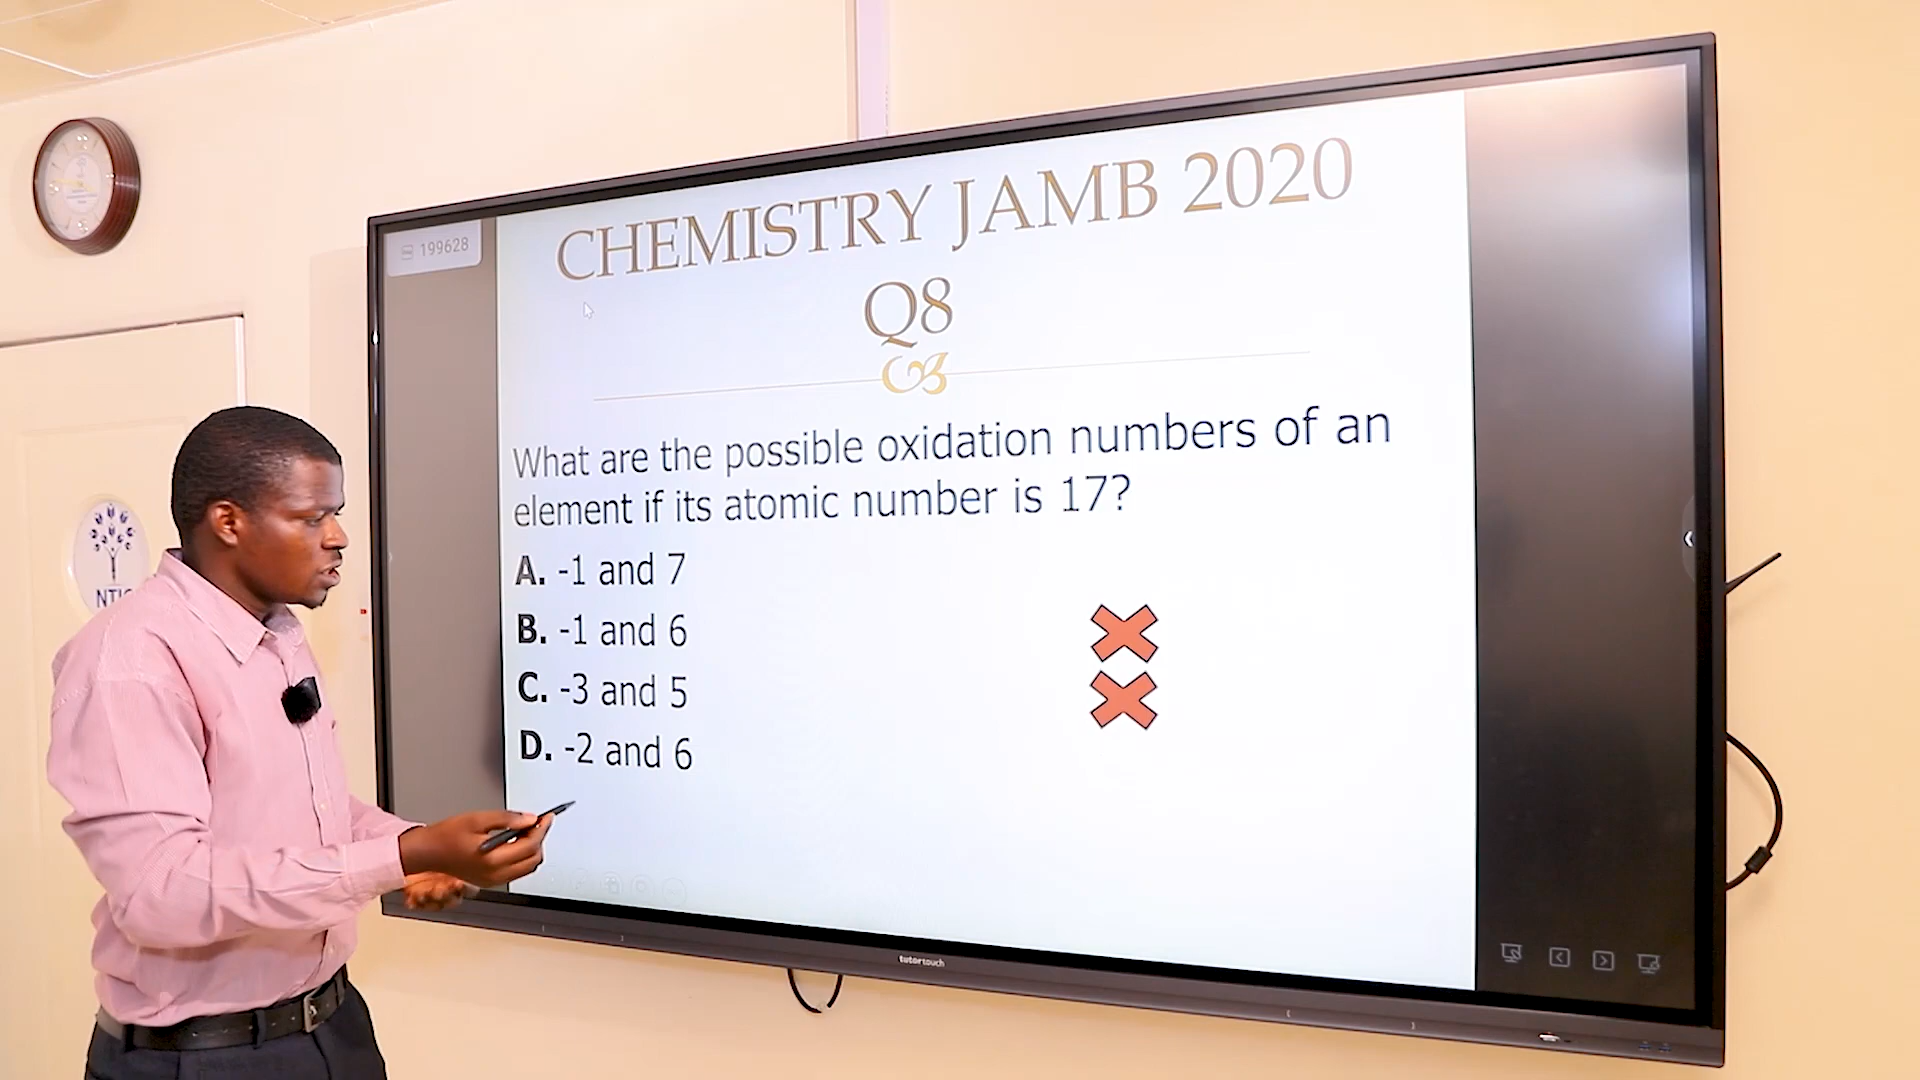 199628
CHEMISTRY JAMB 2020
Q8
What are the possible oxidation numbers of an
element if its atomic number is 17?
A. -1 and 7
B. -1 and 6
C. -3 and 5
D. -2 and 6
tutortouch